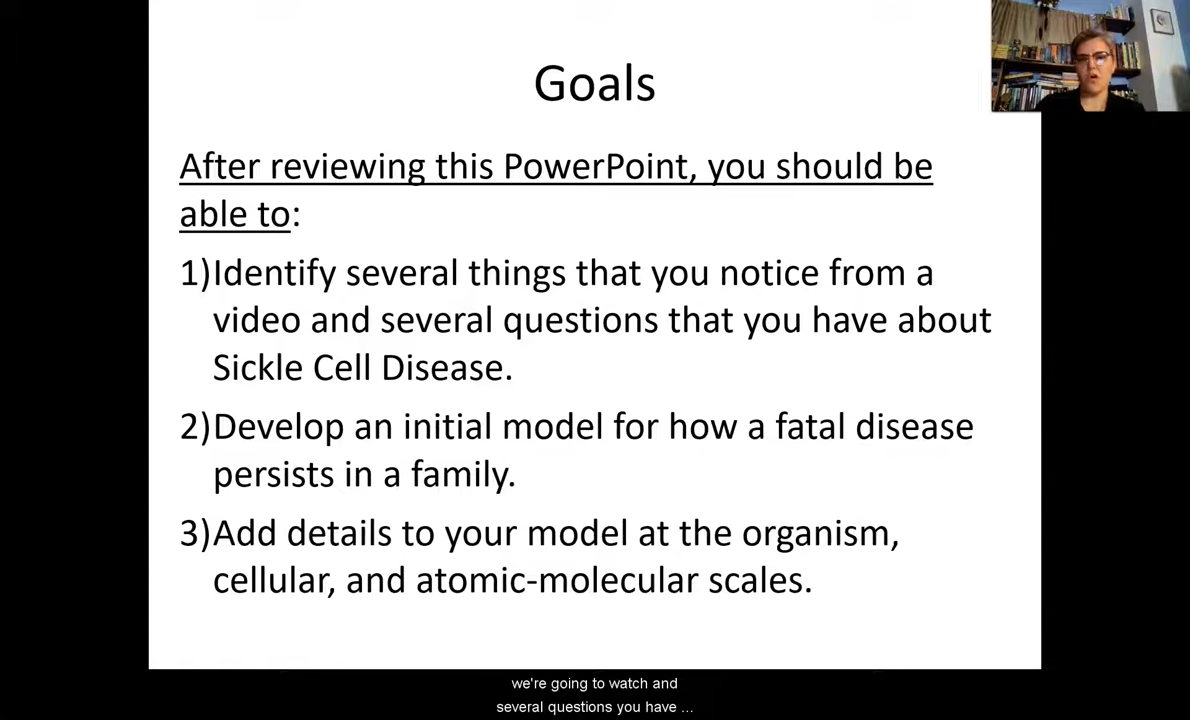 Goals
After reviewing this PowerPoint, you should be
able to:
1)Identify several things that you notice from a
video and several questions that you have about
Sickle Cell Disease.
2)Develop an initial model for how a fatal disease
persists in a family.
3)Add details to your model at the organism,
cellular, and atomic-molecular scales.
we're going to watch and
several questions you have ...